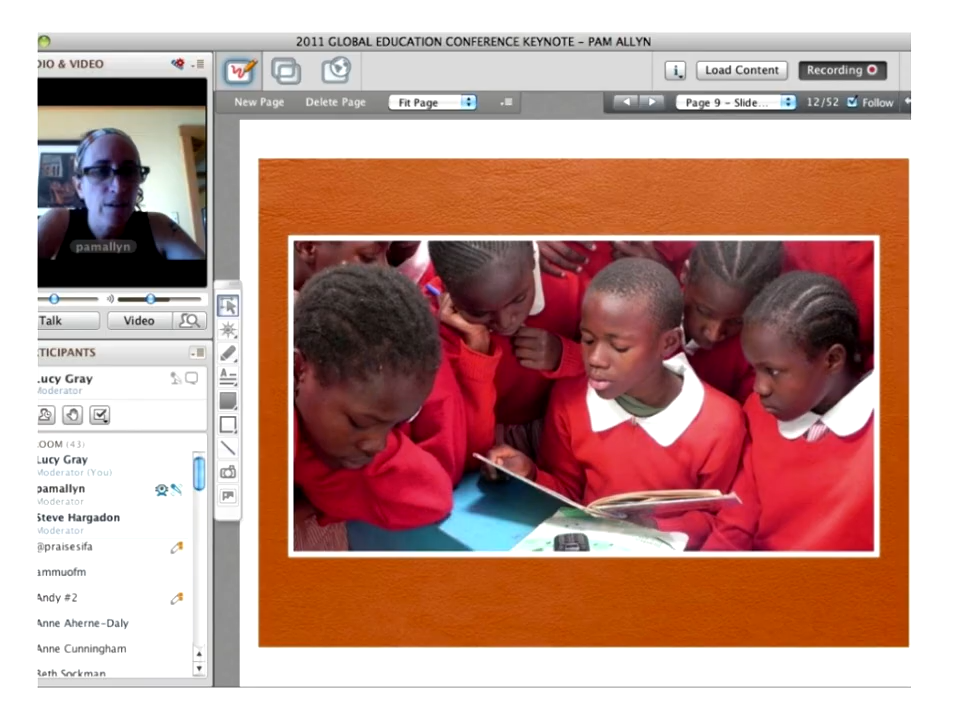 2011 GLOBAL EDUCATION CONFERENCE KEYNOTE – PAM ALLYN
DIO & VIDEO
i
Load Content
Recording
New Page
Delete Page
Fit Page
Page 9 – Slide...
12/52
Follow
pamallyn
Talk
Video
TICIPANTS
Lucy Gray
Moderator
OOM (43)
Lucy Gray
Moderator (You)
pamallyn
Moderator
Steve Hargadon
Moderator
@praisesifa
ammuofm
Andy #2
Anne Aherne-Daly
Anne Cunningham
Beth Sockman